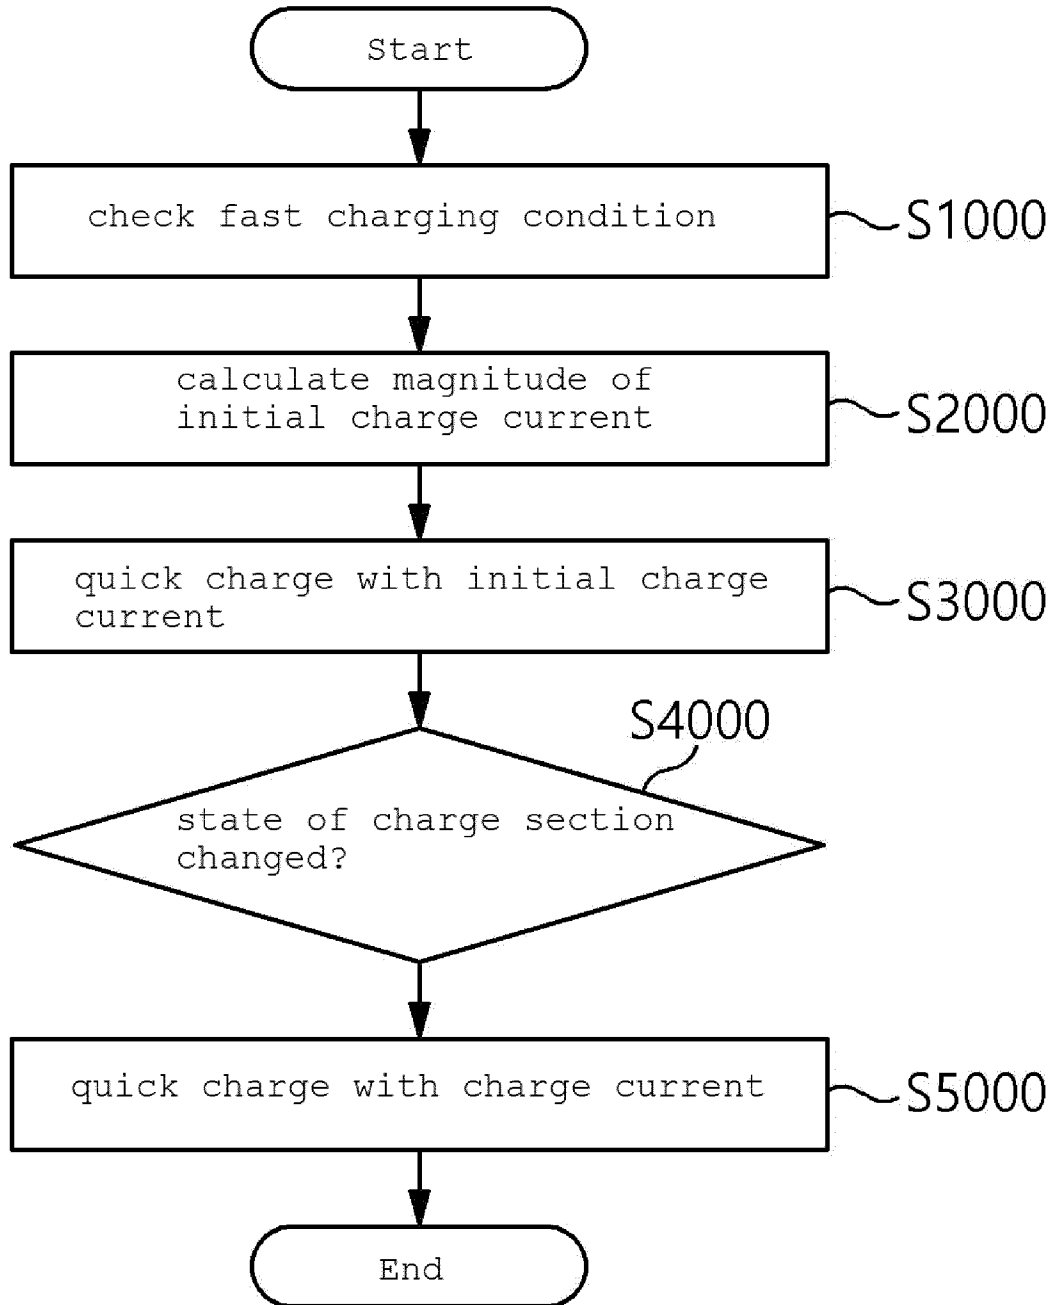 Start
check fast charging condition
S1000
calculate magnitude of
initial charge current
S2000
quick charge with initial charge
current
S3000
S4000
state of charge section
changed?
quick charge with charge current
S5000
End